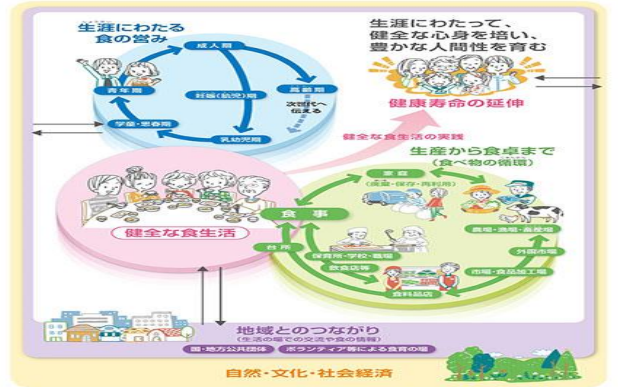 生涯にわたる
食の営み
成人期
青年期
妊娠(胎児)期
高齢期
次世代へ
伝える
学童・思春期
乳幼児期
生涯にわたって、
健全な心身を培い、
豊かな人間性を育む
健康寿命の延伸
健全な食生活の実践
生産から食卓まで
(食べ物の循環)
家庭
(廃棄・保存・再利用)
健全な食生活
食事
台所
保育所・学校・職場
飲食店等
食料品店
農場・漁場・畜産場
外国市場
市場・食品加工場
地域とのつながり
(生活の場での交流や食の情報)
国・地方公共団体
ボランティア等による食育の場
自然・文化・社会経済